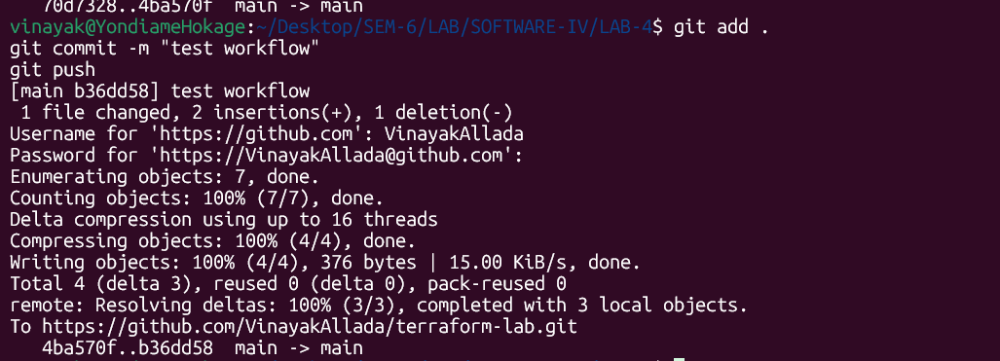 70d7328..4ba570f  main -> main
vinayak@YondiameHokage:~/Desktop/SEM-6/LAB/SOFTWARE-IV/LAB-4$ git add .
git commit -m "test workflow"
git push
[main b36dd58] test workflow
 1 file changed, 2 insertions(+), 1 deletion(-)
Username for 'https://github.com': VinayakAllada
Password for 'https://VinayakAllada@github.com':
Enumerating objects: 7, done.
Counting objects: 100% (7/7), done.
Delta compression using up to 16 threads
Compressing objects: 100% (4/4), done.
Writing objects: 100% (4/4), 376 bytes | 15.00 KiB/s, done.
Total 4 (delta 3), reused 0 (delta 0), pack-reused 0
remote: Resolving deltas: 100% (3/3), completed with 3 local objects.
To https://github.com/VinayakAllada/terraform-lab.git
   4ba570f..b36dd58  main -> main